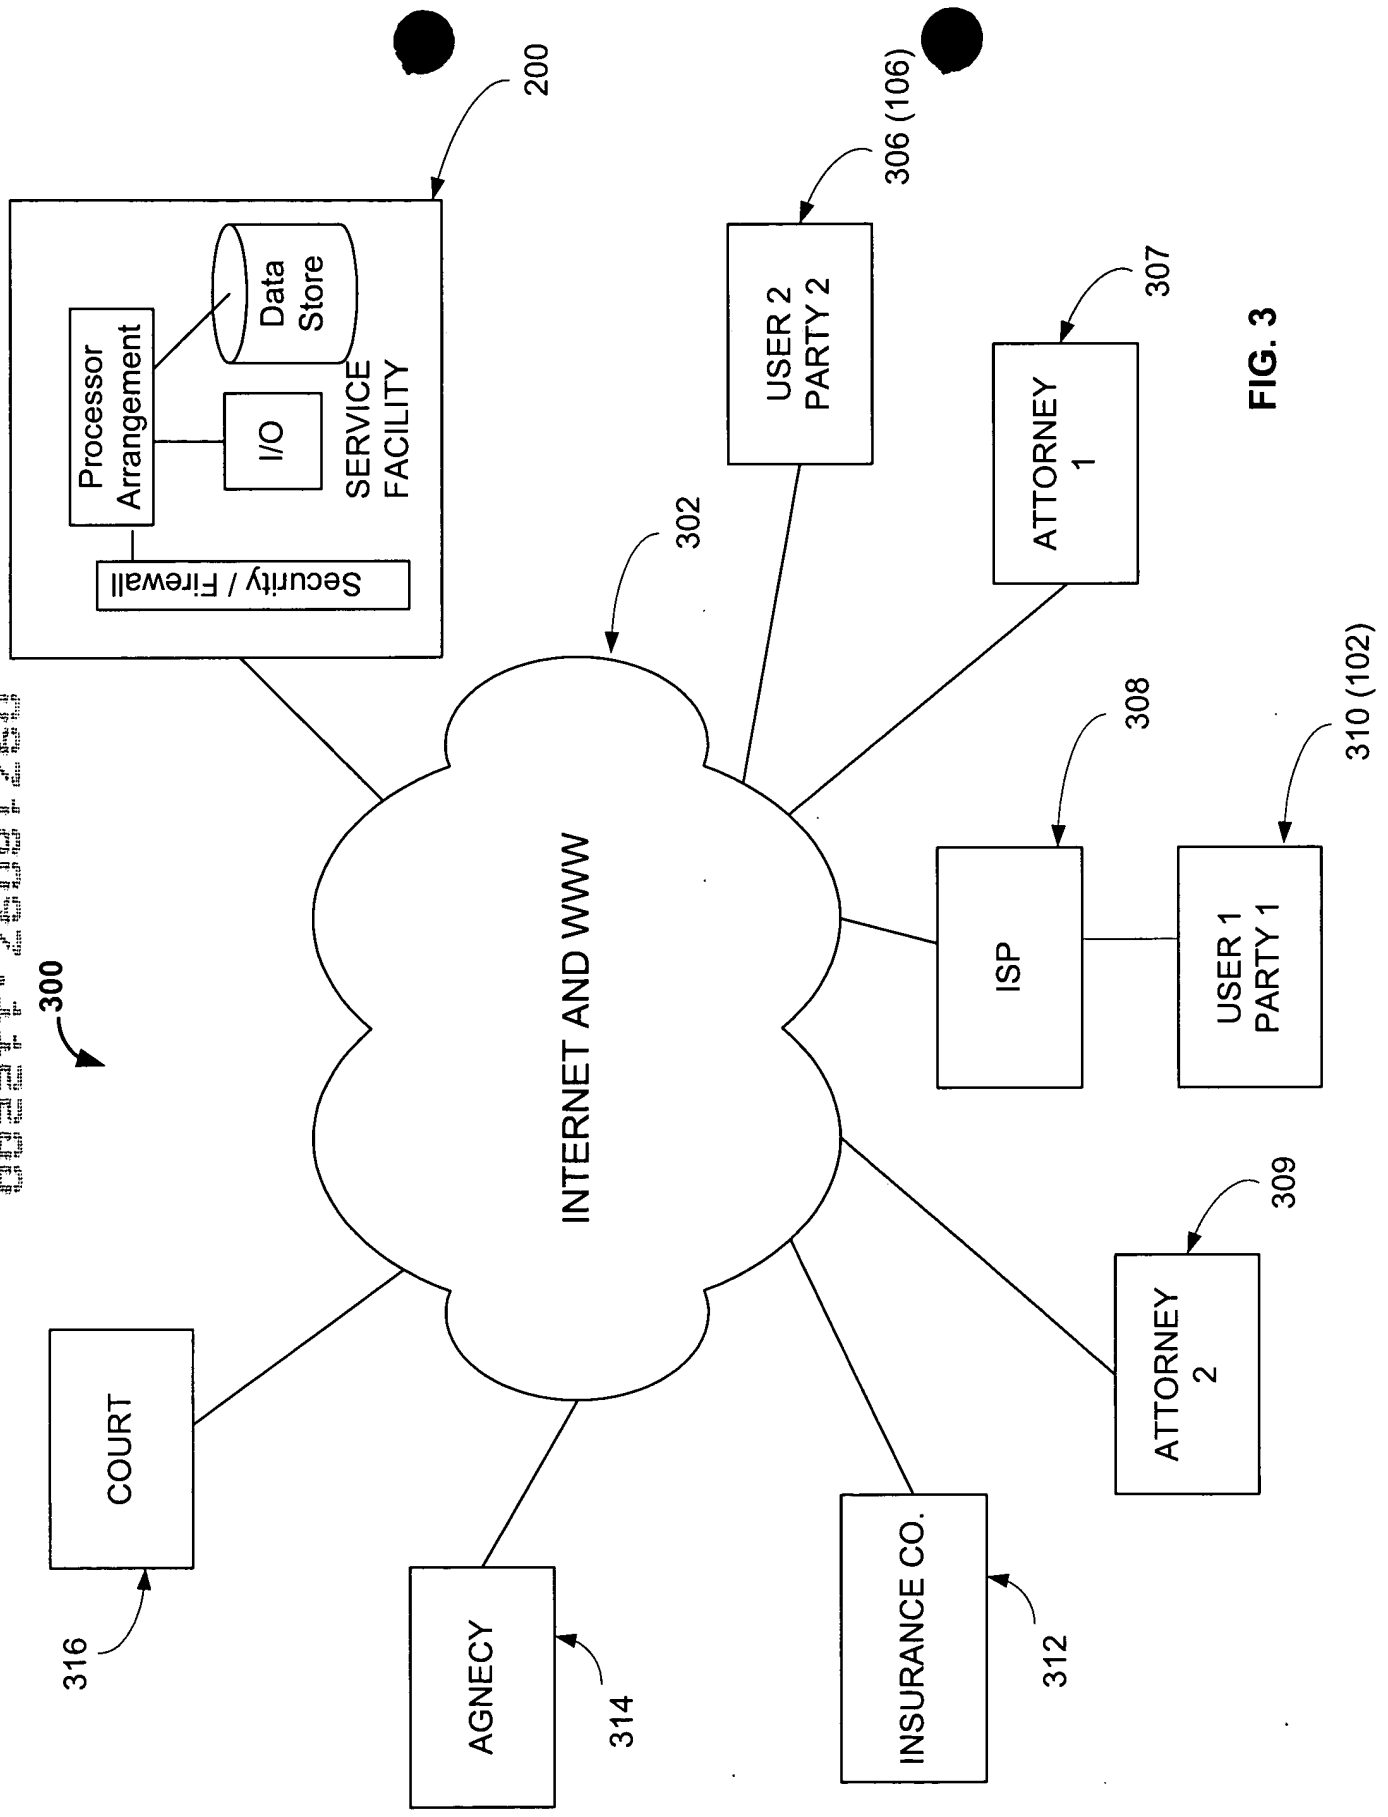 300
COURT
316
AGNECY
314
INSURANCE CO.
312
ATTORNEY
2
309
INTERNET AND WWW
302
ISP
308
USER 1
PARTY 1
310 (102)
ATTORNEY
1
307
USER 2
PARTY 2
306 (106)
Security / Firewall
Processor
Arrangement
I/O
Data
Store
SERVICE
FACILITY
200
FIG. 3